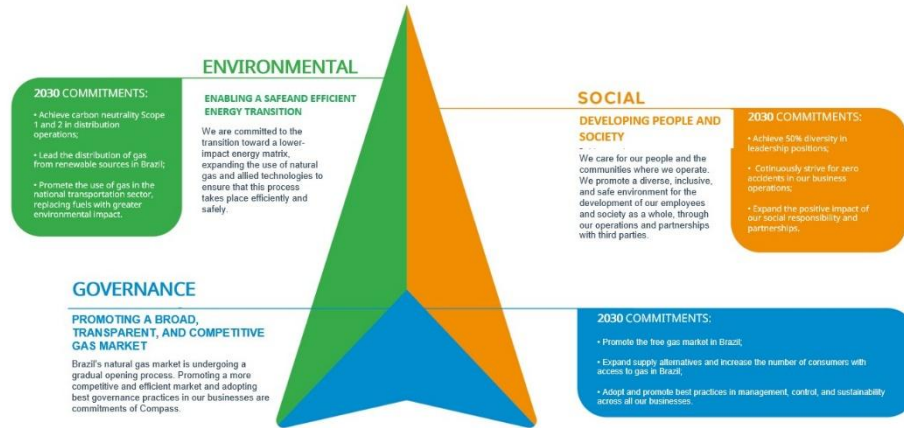 ENVIRONMENTAL
2030 COMMITMENTS:
• Achieve carbon neutrality Scope
1 and 2 in distribution
operations;
• Lead the distribution of gas
from renewable sources in Brazil;
• Promote the use of gas in the
national transportation sector,
replacing fuels with greater
environmental impact.
ENABLING A SAFEAND EFFICIENT
ENERGY TRANSITION
We are committed to the
transition toward a lower-
impact energy matrix,
expanding the use of natural
gas and allied technologies to
ensure that this process
takes place efficiently and
safely.
SOCIAL
DEVELOPING PEOPLE AND
SOCIETY
We care for our people and the
communities where we operate.
We promote a diverse, inclusive,
and safe environment for the
development of our employees
and society as a whole, through
our operations and partnerships
with third parties.
2030 COMMITMENTS:
• Achieve 50% diversity in
leadership positions;
• Cotinuously strive for zero
accidents in our business
operations;
• Expand the positive impact of
our social responsibility and
partnerships.
GOVERNANCE
PROMOTING A BROAD,
TRANSPARENT, AND COMPETITIVE
GAS MARKET
Brazil's natural gas market is undergoing a
gradual opening process. Promoting a more
competitive and efficient market and adopting
best governance practices in our businesses are
commitments of Compass.
2030 COMMITMENTS:
• Promote the free gas market in Brazil;
• Expand supply alternatives and increase the number of consumers with
access to gas in Brazil;
• Adopt and promote best practices in management, control, and sustainability
across all our businesses.